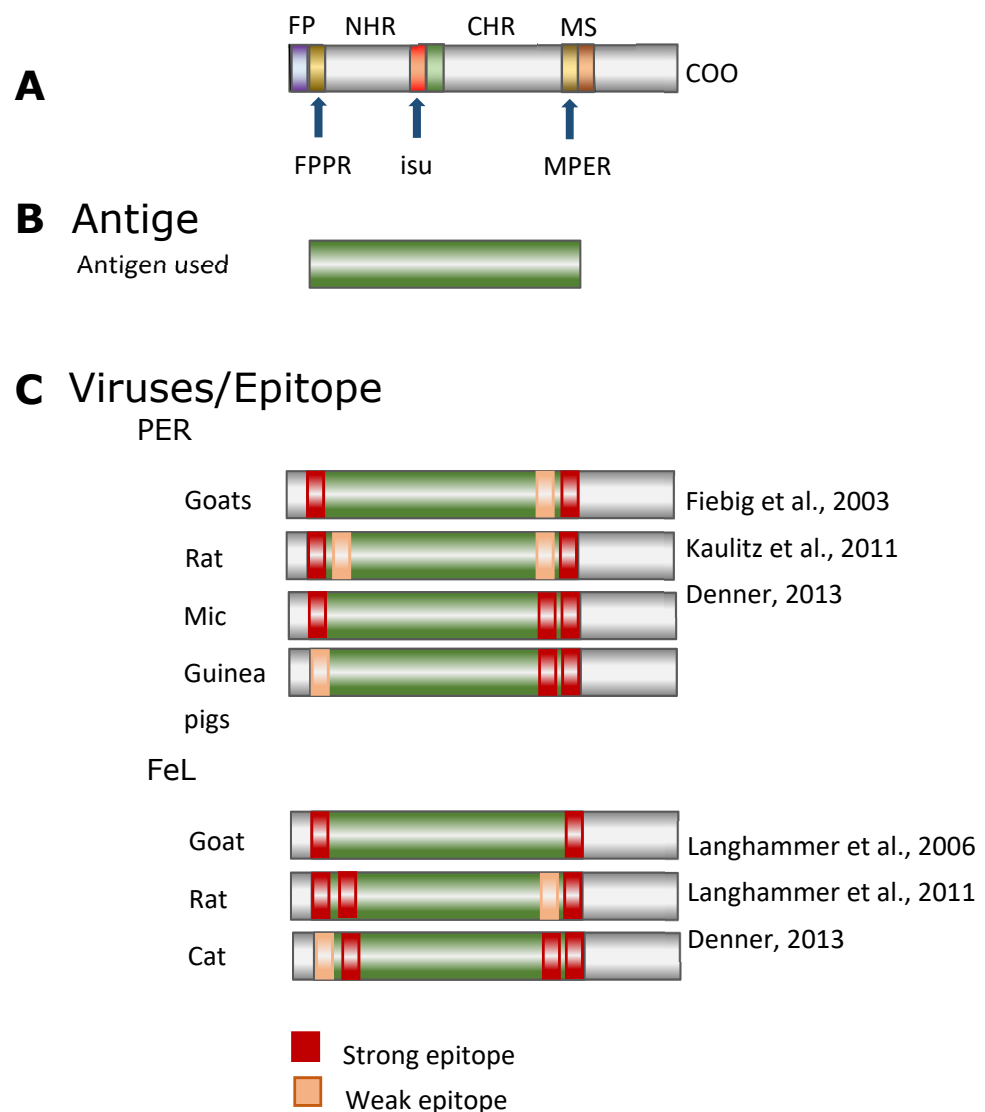 FP NHR CHR MS
A
COO
FPPR isu MPER
B Antige
Antigen used
C Viruses/Epitope
PER
Goats Fiebig et al., 2003
Rat Kaulitz et al., 2011
Mic Denner, 2013
Guinea
pigs
FeL
Goat Langhammer et al., 2006
Rat Langhammer et al., 2011
Cat Denner, 2013
Strong epitope
Weak epitope